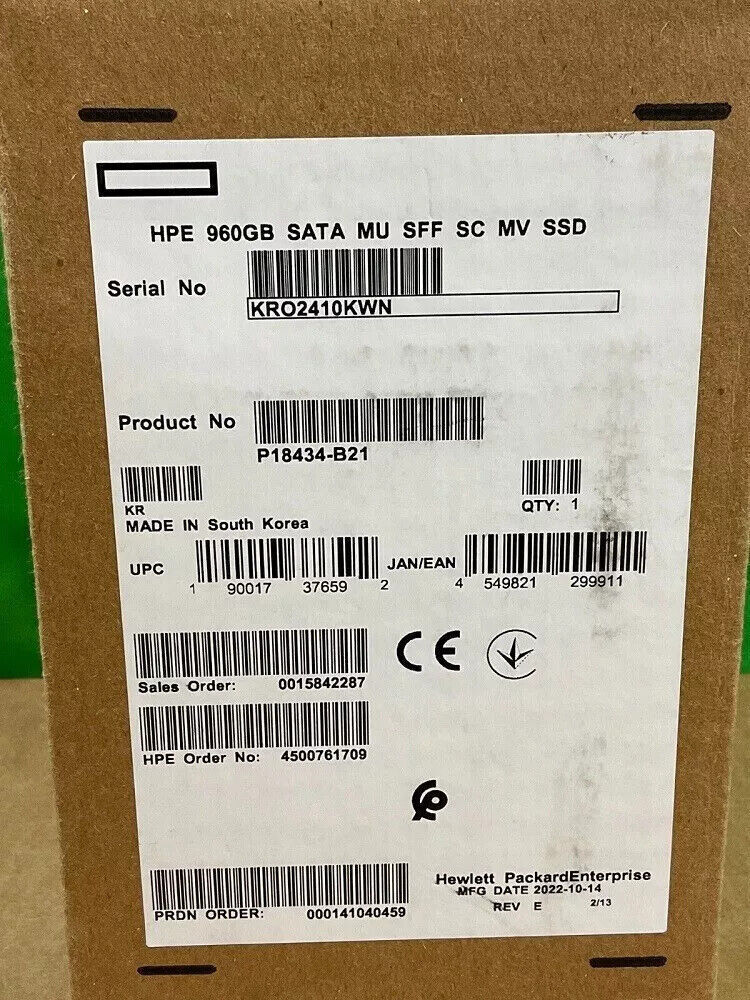 HPE 960GB SATA MU SFF SC MV SSD
Serial No
KRO2410KWN
Product No
P18434-B21
KR
QTY: 1
MADE IN South Korea
UPC
1 90017 37659 2
JAN/EAN
4 549821 299911
CE
Sales Order: 0015842287
HPE Order No: 4500761709
Hewlett PackardEnterprise
MFG DATE 2022-10-14
PRDN ORDER: 000141040459
REV E 2/13